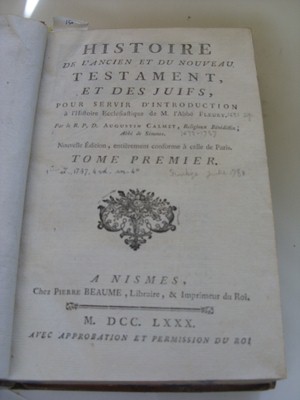 HISTOIRE
DE L'ANCIEN ET DU NOUVEAU
TESTAMENT,
ET DES JUIFS,
POUR SERVIR D'INTRODUCTION
à l'Histoire Ecclésiastique de M. l'Abbé FLEURY,
Par le R. P. D. AUGUSTIN CALMET, Religieux Bénédictin,
Abbé de Senones.
Nouvelle Édition, entièrement conforme à celle de Paris.
TOME PREMIER.
A NISMES,
Chez PIERRE BEAUME, Libraire, & Imprimeur du Roi.
M. DCC. LXXX.
AVEC APPROBATION ET PERMISSION DU ROI